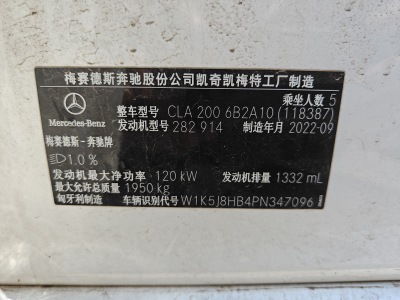 梅赛德斯奔驰股份公司凯奇凯梅特工厂制造
乘坐人数 5
整车型号 CLA 200 6B2A10 (118387)
Mercedes-Benz 发动机型号 282 914 制造年月 2022-09
梅赛德斯-奔驰牌
1.0 %
发动机最大净功率 120 kW 发动机排量 1332 mL
最大允许总质量 1950 kg
匈牙利制造 车辆识别代号 W1K5J8HB4PN347096